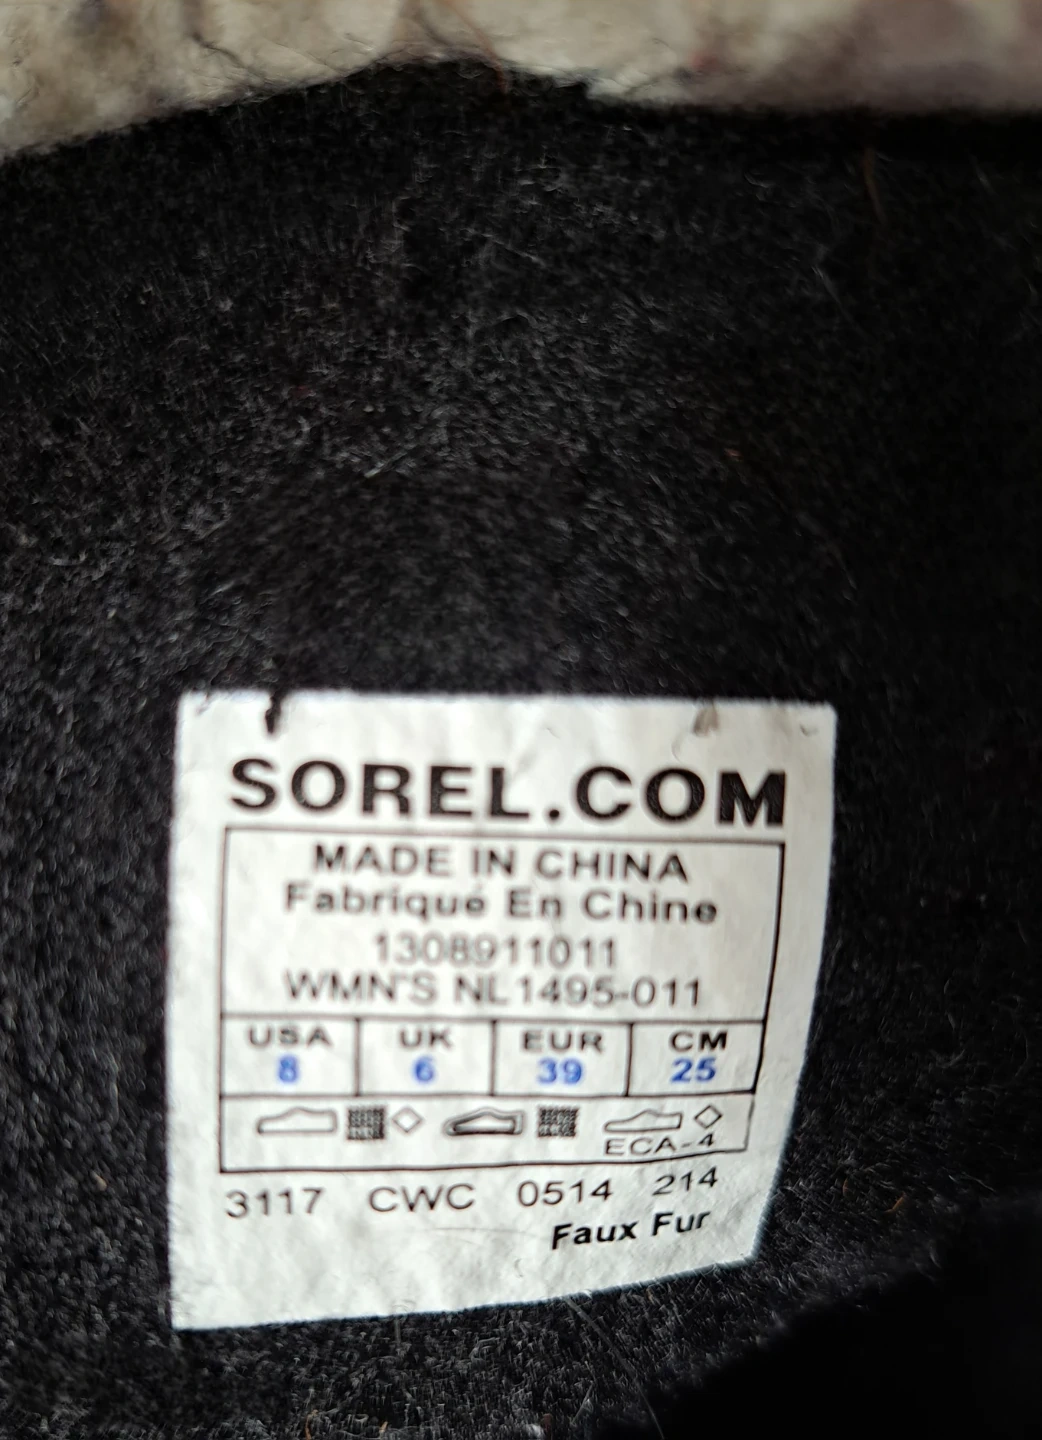 SOREL.COM
MADE IN CHINA
Fabriqué En Chine
1308911011
WMN'S NL1495-011
USA UK EUR CM
8 6 39 25
ECA-4
3117 CWC 0514 214
Faux Fur